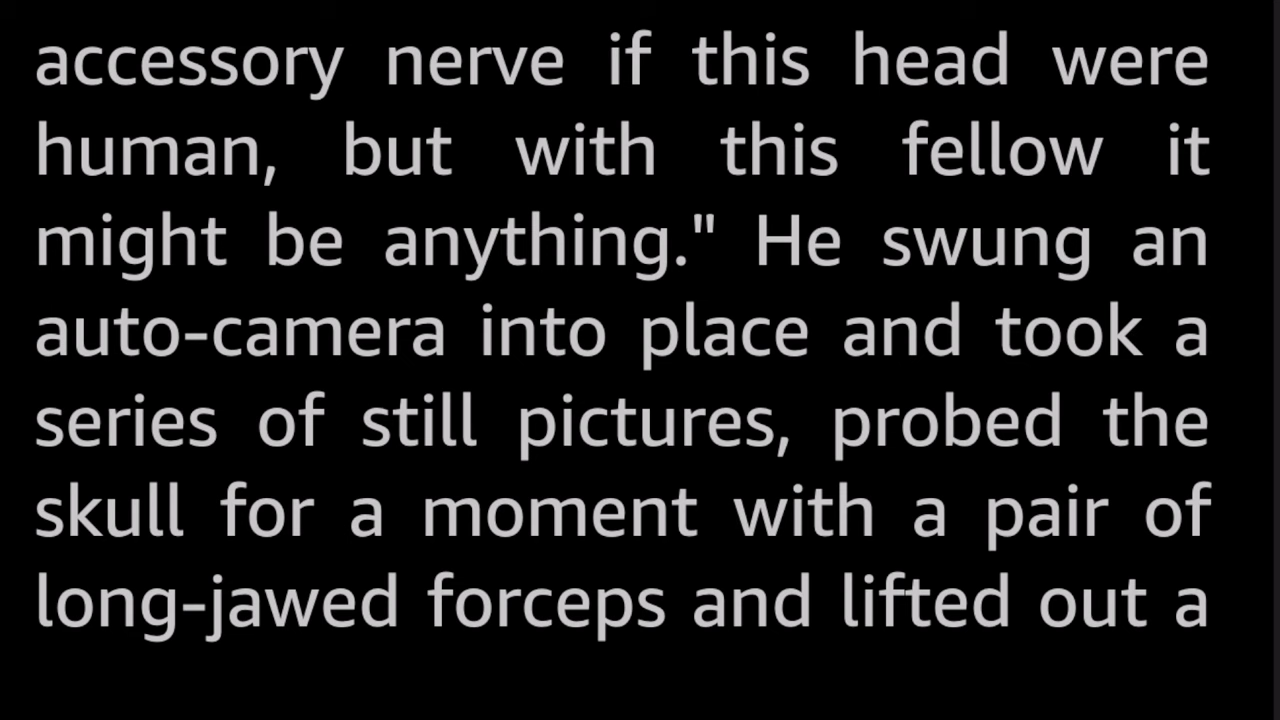 accessory nerve if this head were
human, but with this fellow it
might be anything." He swung an
auto-camera into place and took a
series of still pictures, probed the
skull for a moment with a pair of
long-jawed forceps and lifted out a